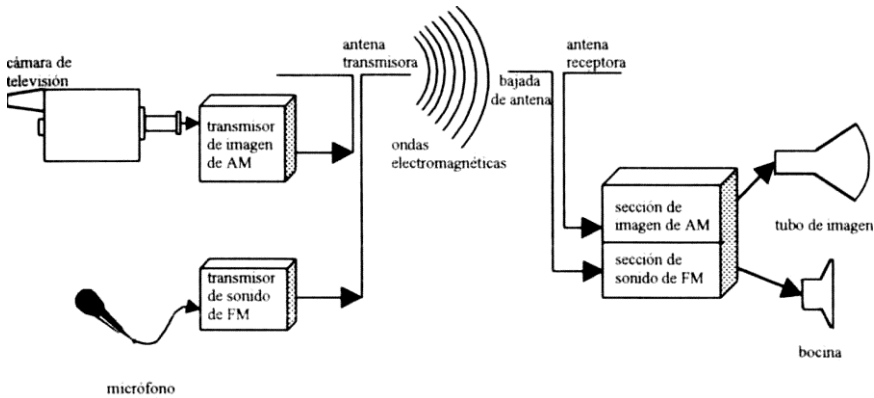 càmara de
televisión
transmisor
de imagen
de AM
antena
transmisora
ondas
electromagnéticas
bajada
de antena
antena
receptora
sección de
imagen de AM
sección de
sonido de FM
tubo de imagen
bocina
transmisor
de sonido
de FM
micrófono